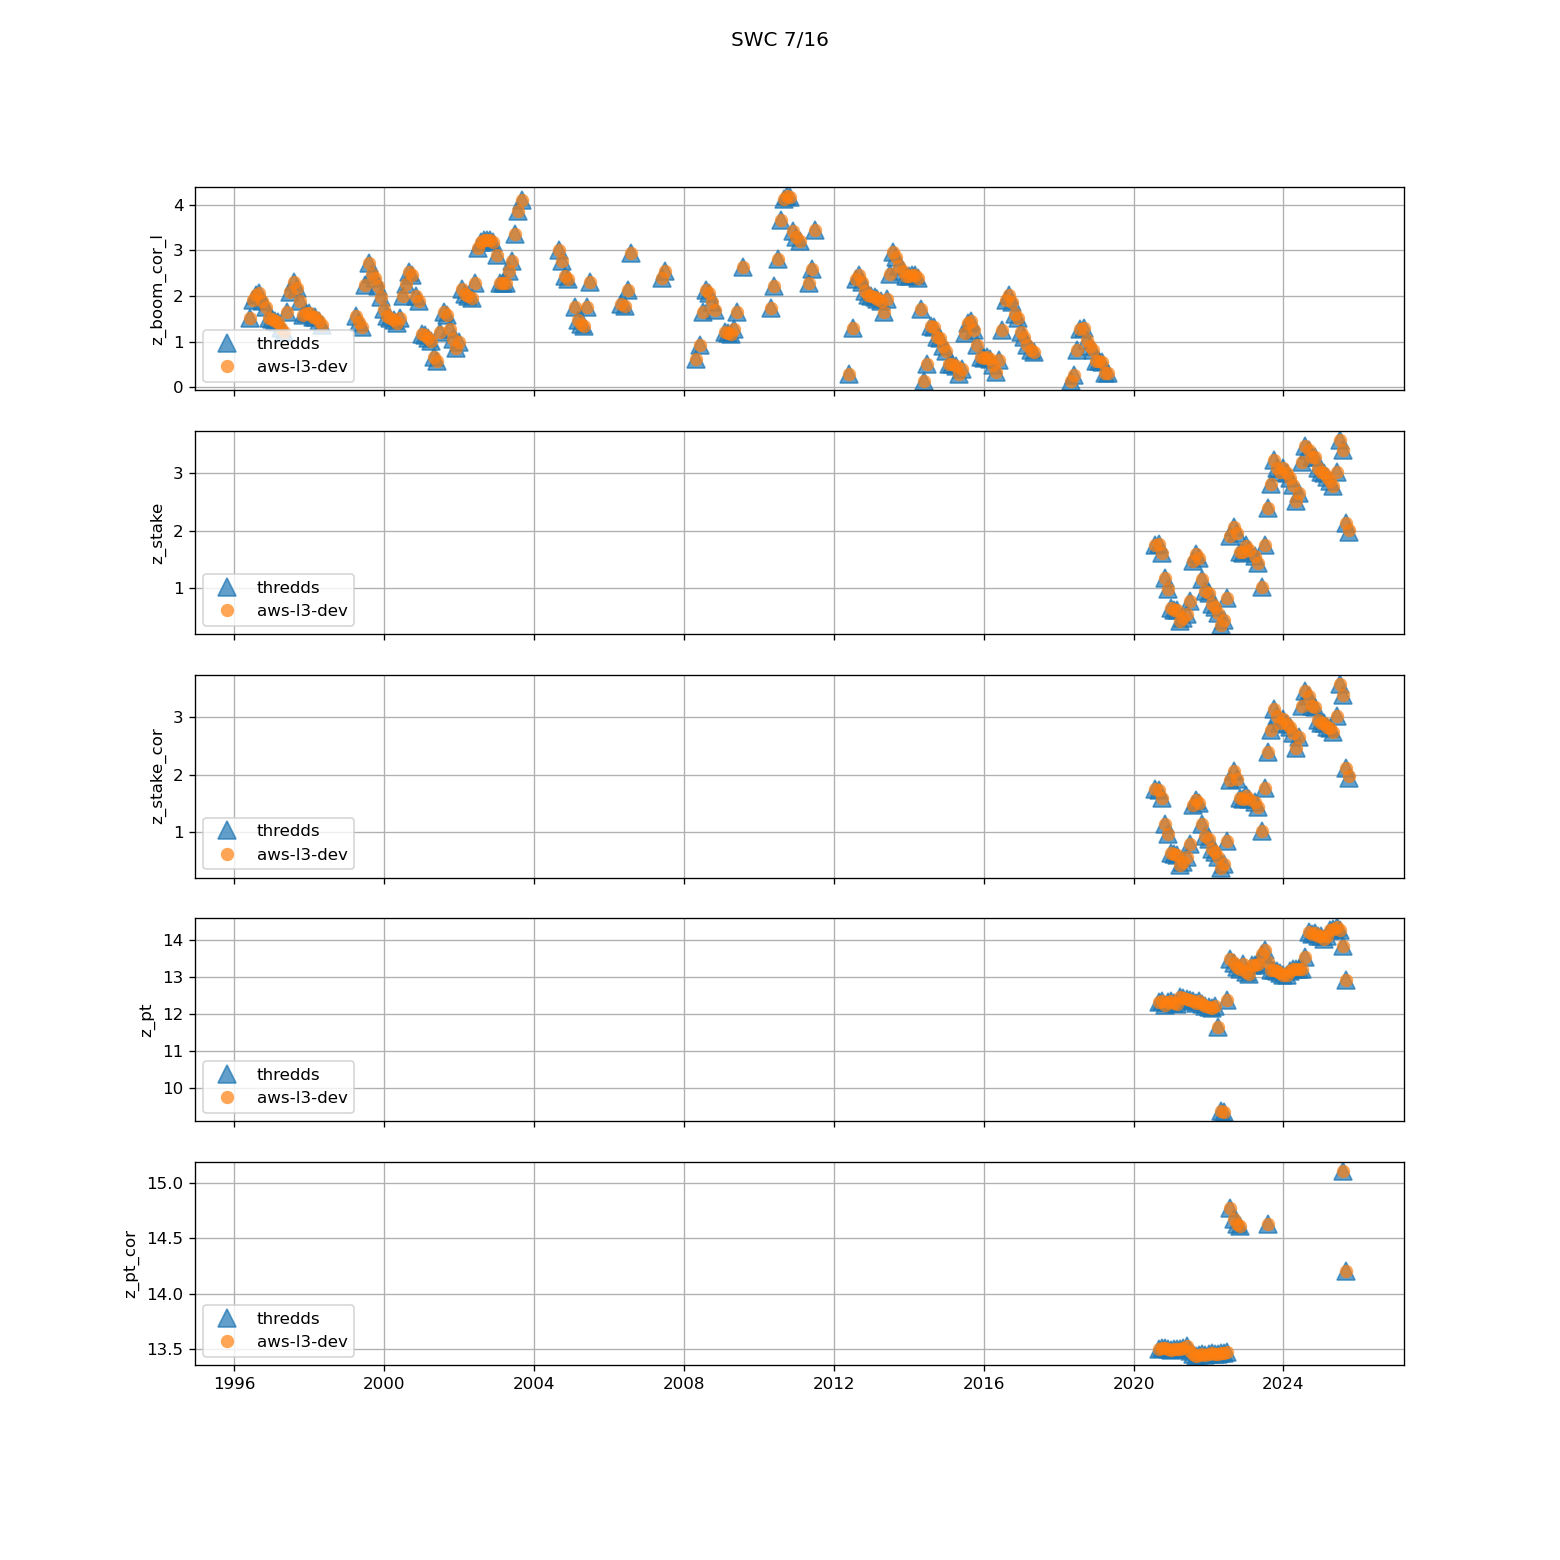 SWC 7/16
z_boom_cor_l
4
3
2
1
0
thredds
aws-l3-dev
z_stake
3
2
1
thredds
aws-l3-dev
z_stake_cor
3
2
1
thredds
aws-l3-dev
z_pt
14
13
12
11
10
thredds
aws-l3-dev
z_pt_cor
15.0
14.5
14.0
13.5
thredds
aws-l3-dev
1996 2000 2004 2008 2012 2016 2020 2024